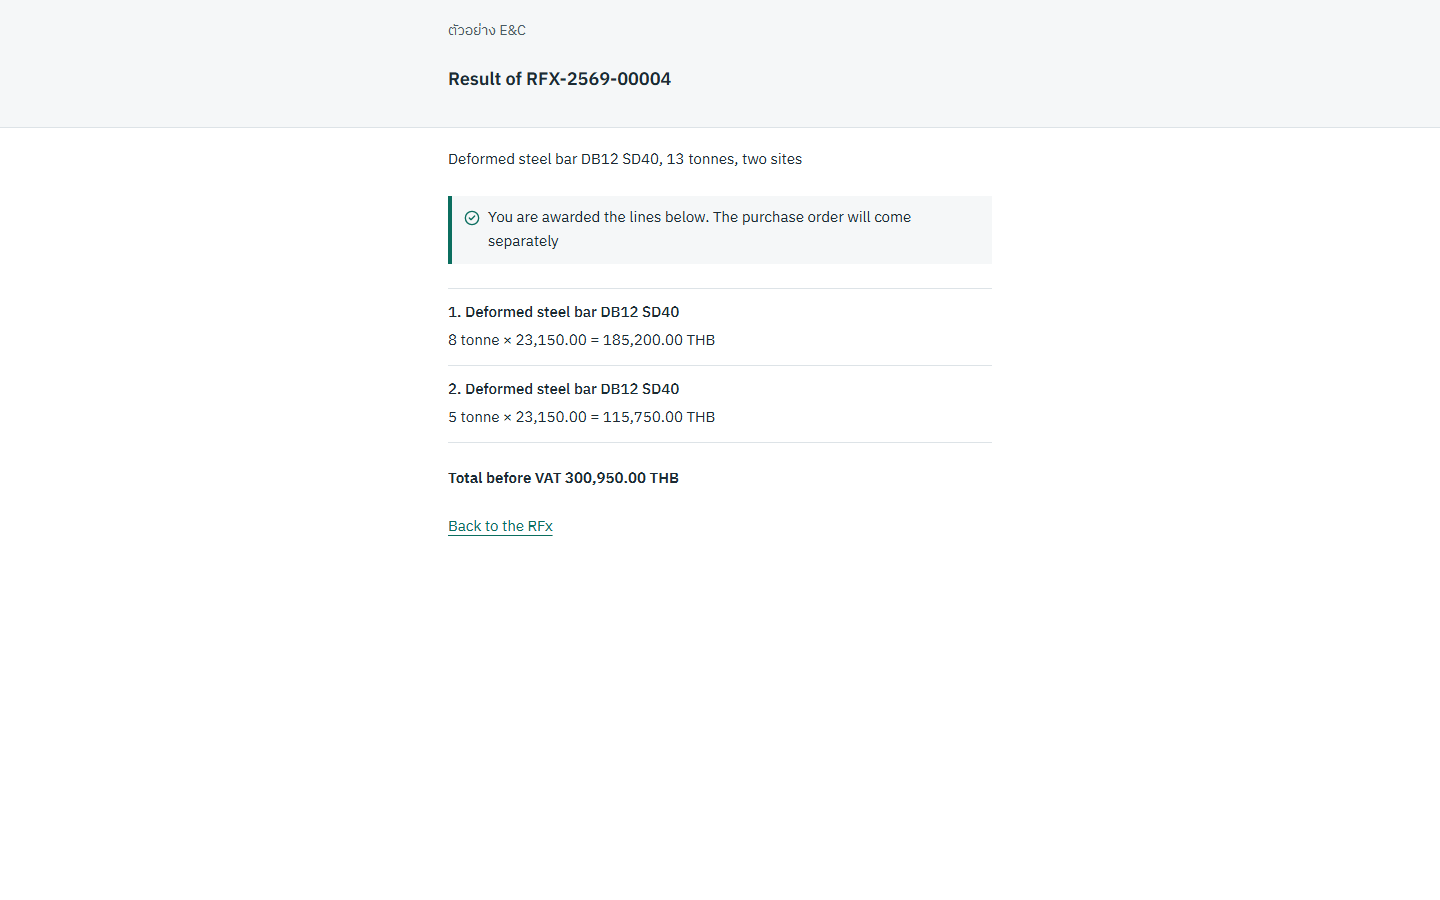 ตัวอย่าง E&C
Result of RFX-2569-00004
Deformed steel bar DB12 SD40, 13 tonnes, two sites
You are awarded the lines below. The purchase order will come
separately
1. Deformed steel bar DB12 SD40
8 tonne × 23,150.00 = 185,200.00 THB
2. Deformed steel bar DB12 SD40
5 tonne × 23,150.00 = 115,750.00 THB
Total before VAT 300,950.00 THB
Back to the RFx